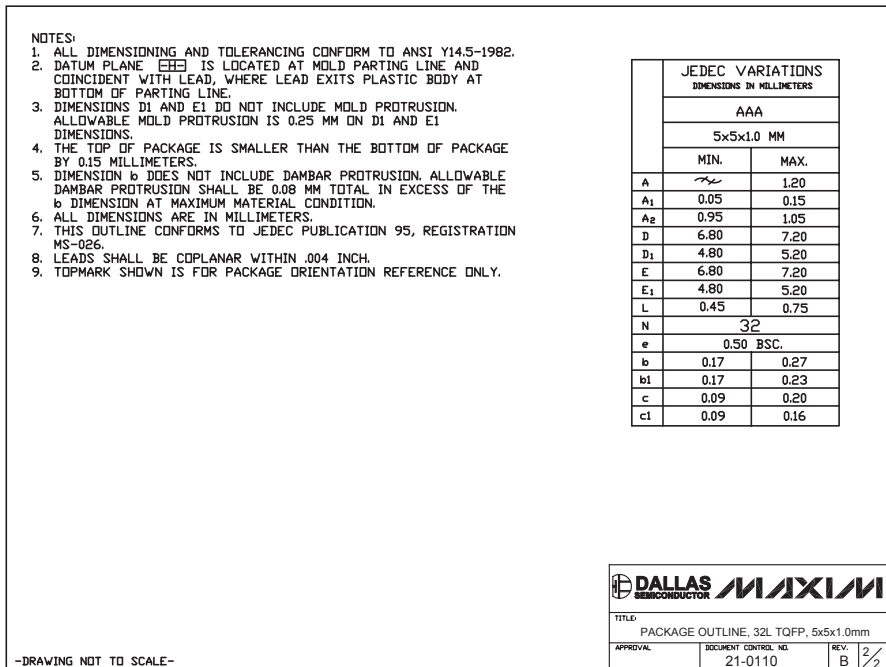 NOTES:
1. ALL DIMENSIONING AND TOLERANCING CONFORM TO ANSI Y14.5-1982.
2. DATUM PLANE -H- IS LOCATED AT MOLD PARTING LINE AND
COINCIDENT WITH LEAD, WHERE LEAD EXITS PLASTIC BODY AT
BOTTOM OF PARTING LINE.
3. DIMENSIONS D1 AND E1 DO NOT INCLUDE MOLD PROTRUSION.
ALLOWABLE MOLD PROTRUSION IS 0.25 MM ON D1 AND E1
DIMENSIONS.
4. THE TOP OF PACKAGE IS SMALLER THAN THE BOTTOM OF PACKAGE
BY 0.15 MILLIMETERS.
5. DIMENSION b DOES NOT INCLUDE DAMBAR PROTRUSION. ALLOWABLE
DAMBAR PROTRUSION SHALL BE 0.08 MM TOTAL IN EXCESS OF THE
b DIMENSION AT MAXIMUM MATERIAL CONDITION.
6. ALL DIMENSIONS ARE IN MILLIMETERS.
7. THIS OUTLINE CONFORMS TO JEDEC PUBLICATION 95, REGISTRATION
MS-026.
8. LEADS SHALL BE COPLANAR WITHIN .004 INCH.
9. TOPMARK SHOWN IS FOR PACKAGE ORIENTATION REFERENCE ONLY.
JEDEC VARIATIONS
DIMENSIONS IN MILLIMETERS
AAA
5x5x1.0 MM
MIN. MAX.
A 1.20
A1 0.05 0.15
A2 0.95 1.05
D 6.80 7.20
D1 4.80 5.20
E 6.80 7.20
E1 4.80 5.20
L 0.45 0.75
N 32
e 0.50 BSC.
b 0.17 0.27
b1 0.17 0.23
c 0.09 0.20
c1 0.09 0.16
-DRAWING NOT TO SCALE-
DALLAS SEMICONDUCTOR MAXIM
TITLE:
PACKAGE OUTLINE, 32L TQFP, 5x5x1.0mm
APPROVAL DOCUMENT CONTROL NO. REV.
21-0110 B 2/2